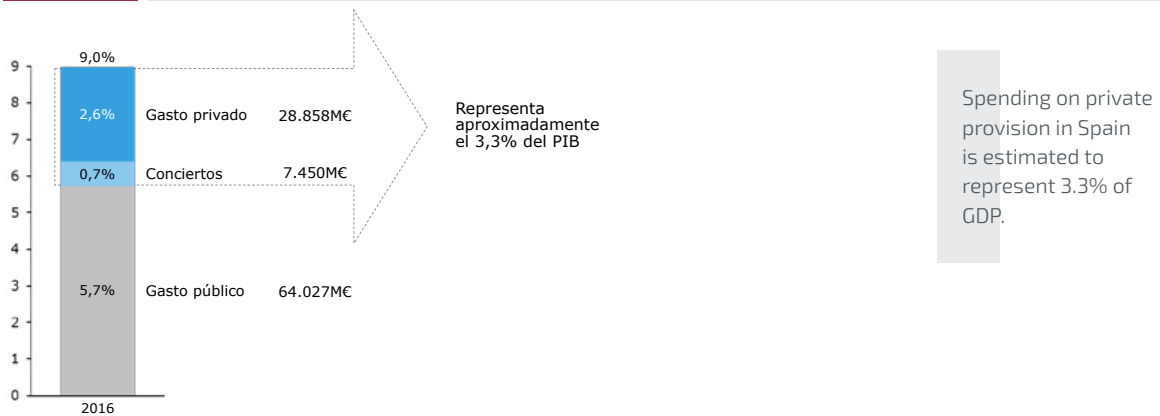 9,0%
9
8
7
6
5
4
3
2
1
0
2,6% Gasto privado 28.858M€
0,7% Conciertos 7.450M€
5,7% Gasto público 64.027M€
2016
Representa
aproximadamente
el 3,3% del PIB
Spending on private
provision in Spain
is estimated to
represent 3.3% of
GDP.